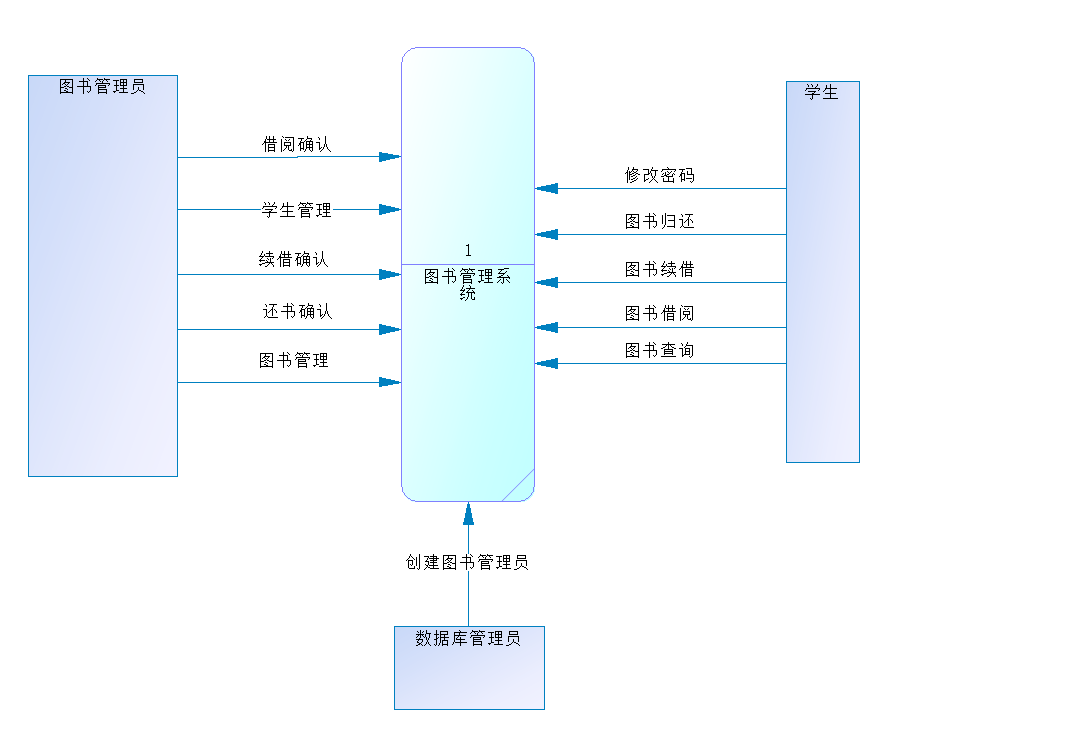 图书管理员
借阅确认
学生管理
续借确认
还书确认
图书管理
1
图书管理系
统
学生
修改密码
图书归还
图书续借
图书借阅
图书查询
创建图书管理员
数据库管理员